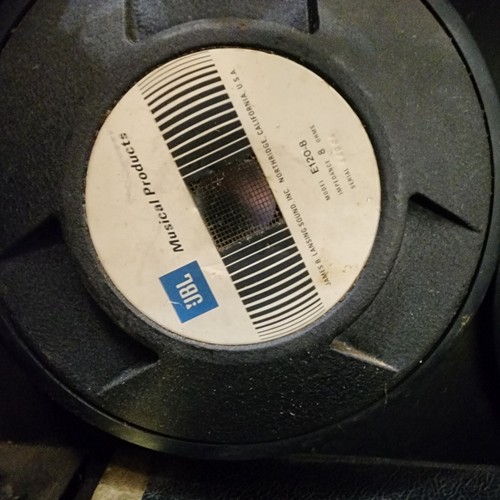 JBL Musical Products
JAMES B LANSING SOUND INC. NORTHRIDGE, CALIFORNIA, U.S.A.
MODEL E120-8
IMPEDANCE 8 OHMS
SERIAL